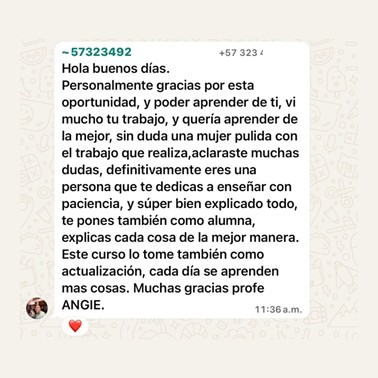 ~57323492
+57 323
Hola buenos días.
Personalmente gracias por esta
oportunidad, y poder aprender de ti, vi
mucho tu trabajo, y quería aprender de
la mejor, sin duda una mujer pulida con
el trabajo que realiza,aclaraste muchas
dudas, definitivamente eres una
persona que te dedicas a enseñar con
paciencia, y súper bien explicado todo,
te pones también como alumna,
explicas cada cosa de la mejor manera.
Este curso lo tome también como
actualización, cada día se aprenden
mas cosas. Muchas gracias profe
ANGIE.
11:36 a.m.